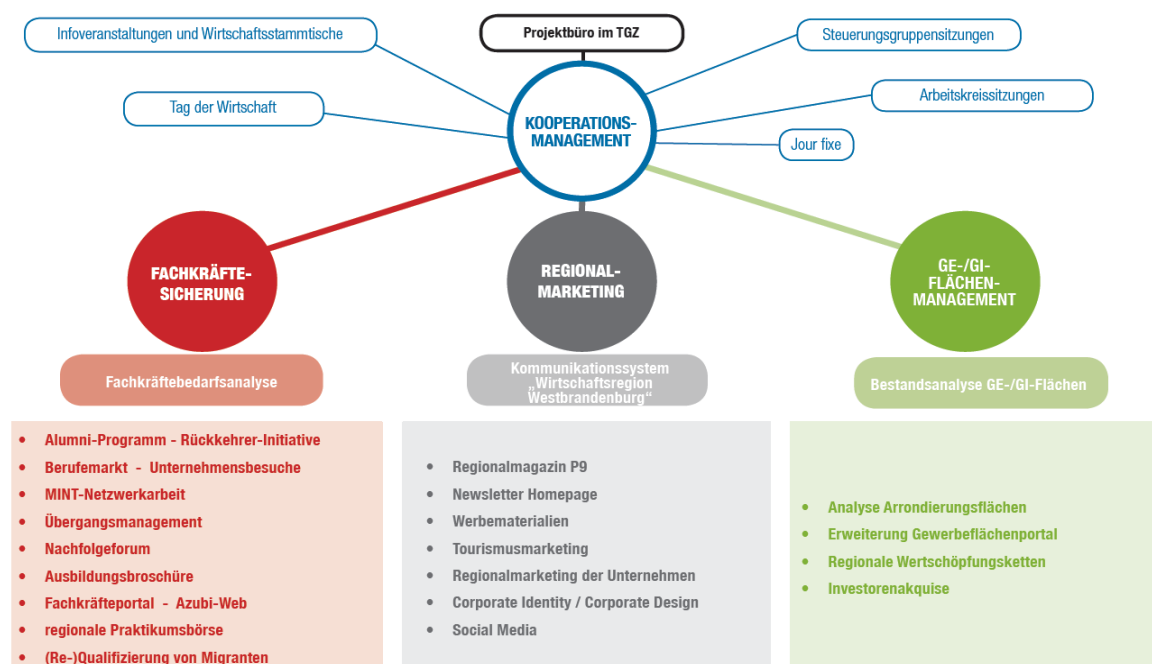 Infoveranstaltungen und Wirtschaftsstammtische
Projektbüro im TGZ
Steuerungsgruppensitzungen
Tag der Wirtschaft
Arbeitskreissitzungen
KOOPERATIONS-
MANAGEMENT
Jour fixe
FACHKRÄFTE-
SICHERUNG
REGIONAL-
MARKETING
GE-/GI-
FLÄCHEN-
MANAGEMENT
Fachkräftebedarfsanalyse
Kommunikationssystem
„Wirtschaftsregion
Westbrandenburg“
Bestandsanalyse GE-/GI-Flächen
• Alumni-Programm - Rückkehrer-Initiative
• Berufemarkt - Unternehmensbesuche
• MINT-Netzwerkarbeit
• Übergangsmanagement
• Nachfolgeforum
• Ausbildungsbroschüre
• Fachkräfteportal - Azubi-Web
• regionale Praktikumsbörse
• (Re-)Qualifizierung von Migranten
• Regionalmagazin P9
• Newsletter Homepage
• Werbematerialien
• Tourismusmarketing
• Regionalmarketing der Unternehmen
• Corporate Identity / Corporate Design
• Social Media
• Analyse Arrondierungsflächen
• Erweiterung Gewerbeflächenportal
• Regionale Wertschöpfungsketten
• Investorenakquise